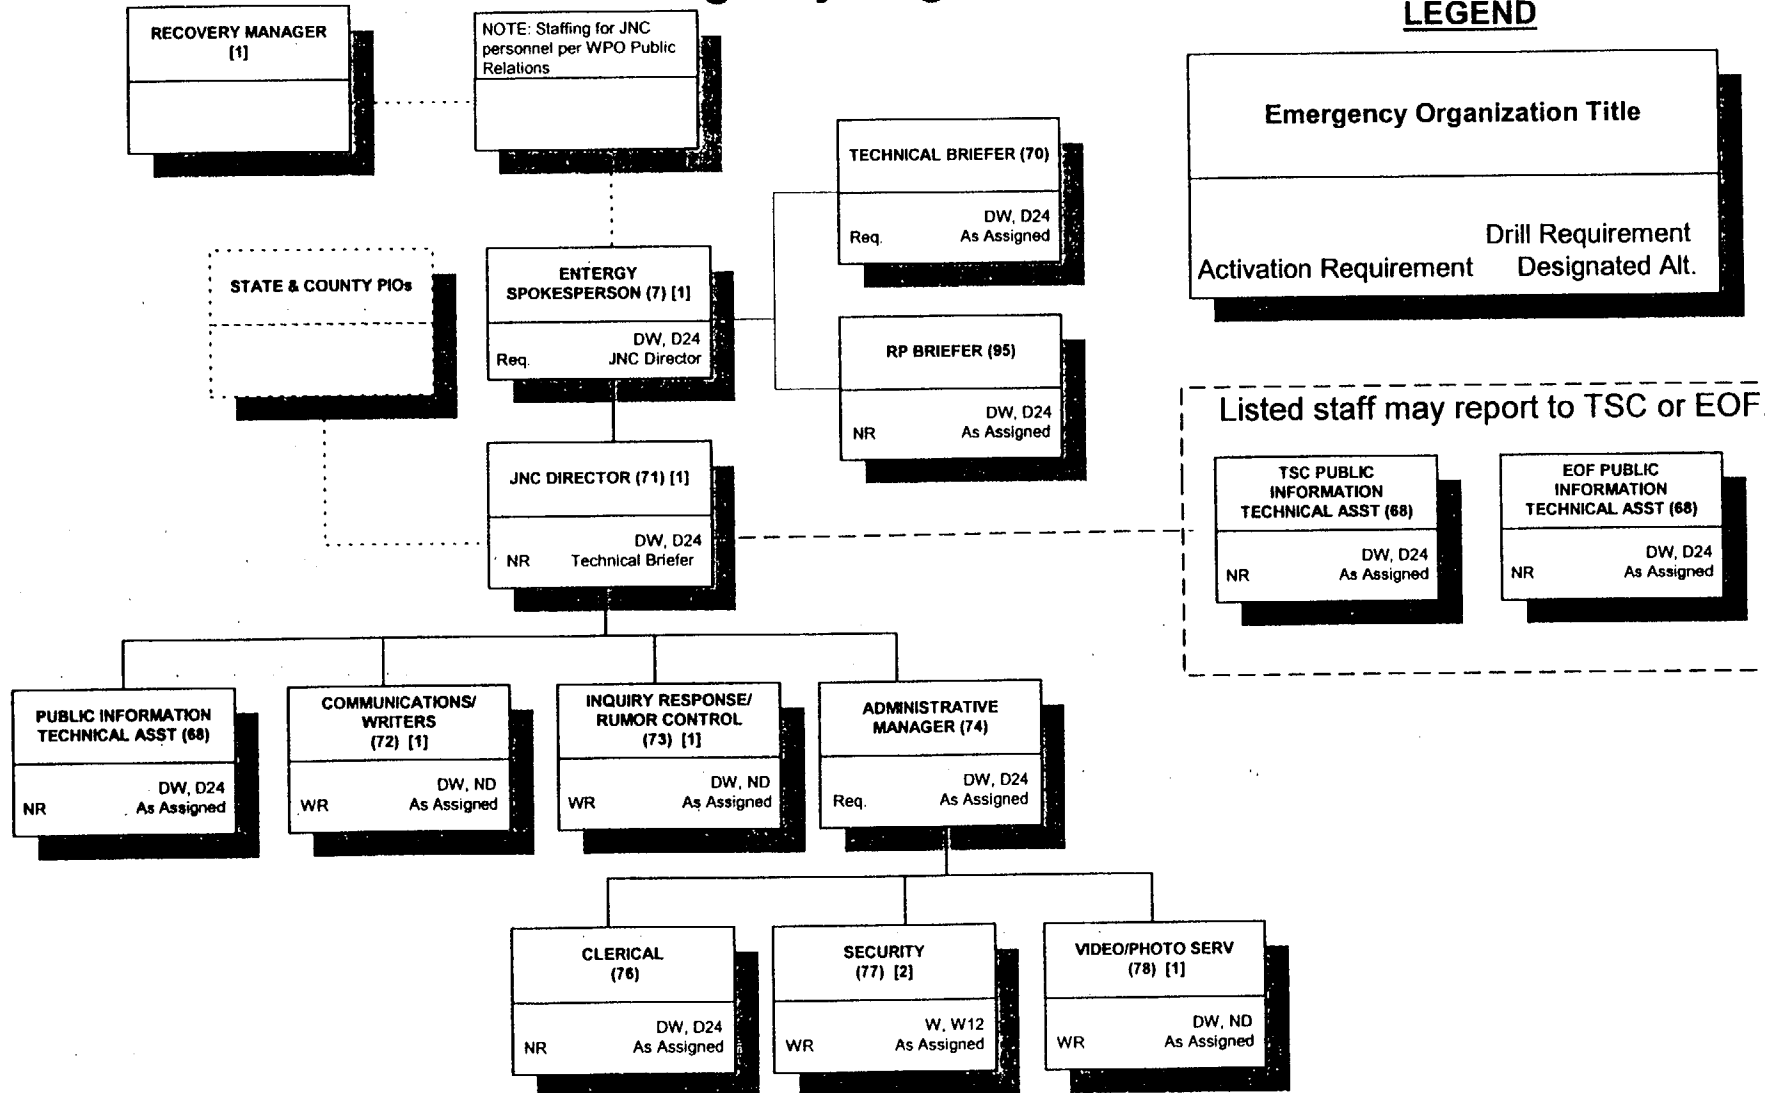 LEGEND
RECOVERY MANAGER
[1]
NOTE: Staffing for JNC
personnel per WPO Public
Relations
Emergency Organization Title
Drill Requirement
Activation Requirement Designated Alt.
TECHNICAL BRIEFER (70)
DW, D24
Req. As Assigned
STATE & COUNTY PIOs
ENTERGY
SPOKESPERSON (7) [1]
DW, D24
Req. JNC Director
RP BRIEFER (95)
DW, D24
NR As Assigned
Listed staff may report to TSC or EOF.
JNC DIRECTOR (71) [1]
DW, D24
NR Technical Briefer
TSC PUBLIC
INFORMATION
TECHNICAL ASST (68)
DW, D24
NR As Assigned
EOF PUBLIC
INFORMATION
TECHNICAL ASST (68)
DW, D24
NR As Assigned
PUBLIC INFORMATION
TECHNICAL ASST (68)
DW, D24
NR As Assigned
COMMUNICATIONS/
WRITERS
(72) [1]
DW, ND
WR As Assigned
INQUIRY RESPONSE/
RUMOR CONTROL
(73) [1]
DW, ND
WR As Assigned
ADMINISTRATIVE
MANAGER (74)
DW, D24
Req. As Assigned
CLERICAL
(76)
DW, D24
NR As Assigned
SECURITY
(77) [2]
W, W12
WR As Assigned
VIDEO/PHOTO SERV
(78) [1]
DW, ND
WR As Assigned